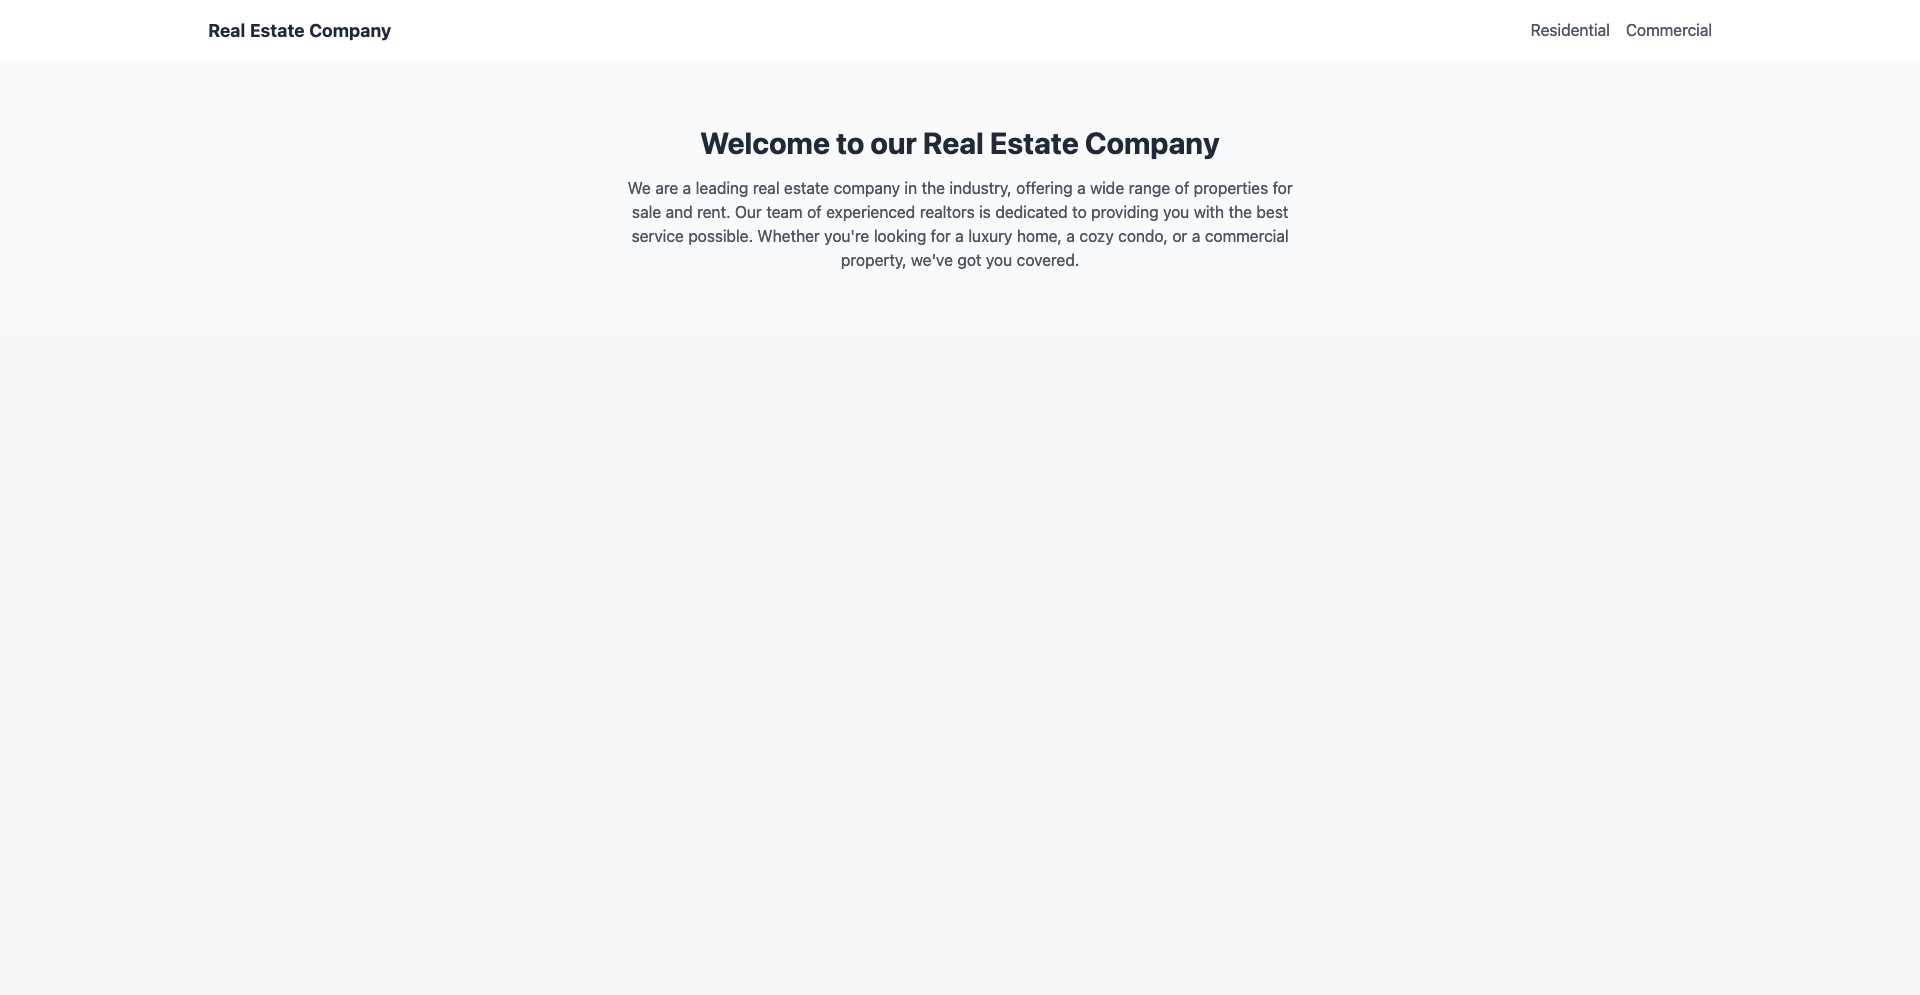 Real Estate Company
Residential
Commercial
Welcome to our Real Estate Company
We are a leading real estate company in the industry, offering a wide range of properties for
sale and rent. Our team of experienced realtors is dedicated to providing you with the best
service possible. Whether you're looking for a luxury home, a cozy condo, or a commercial
property, we've got you covered.